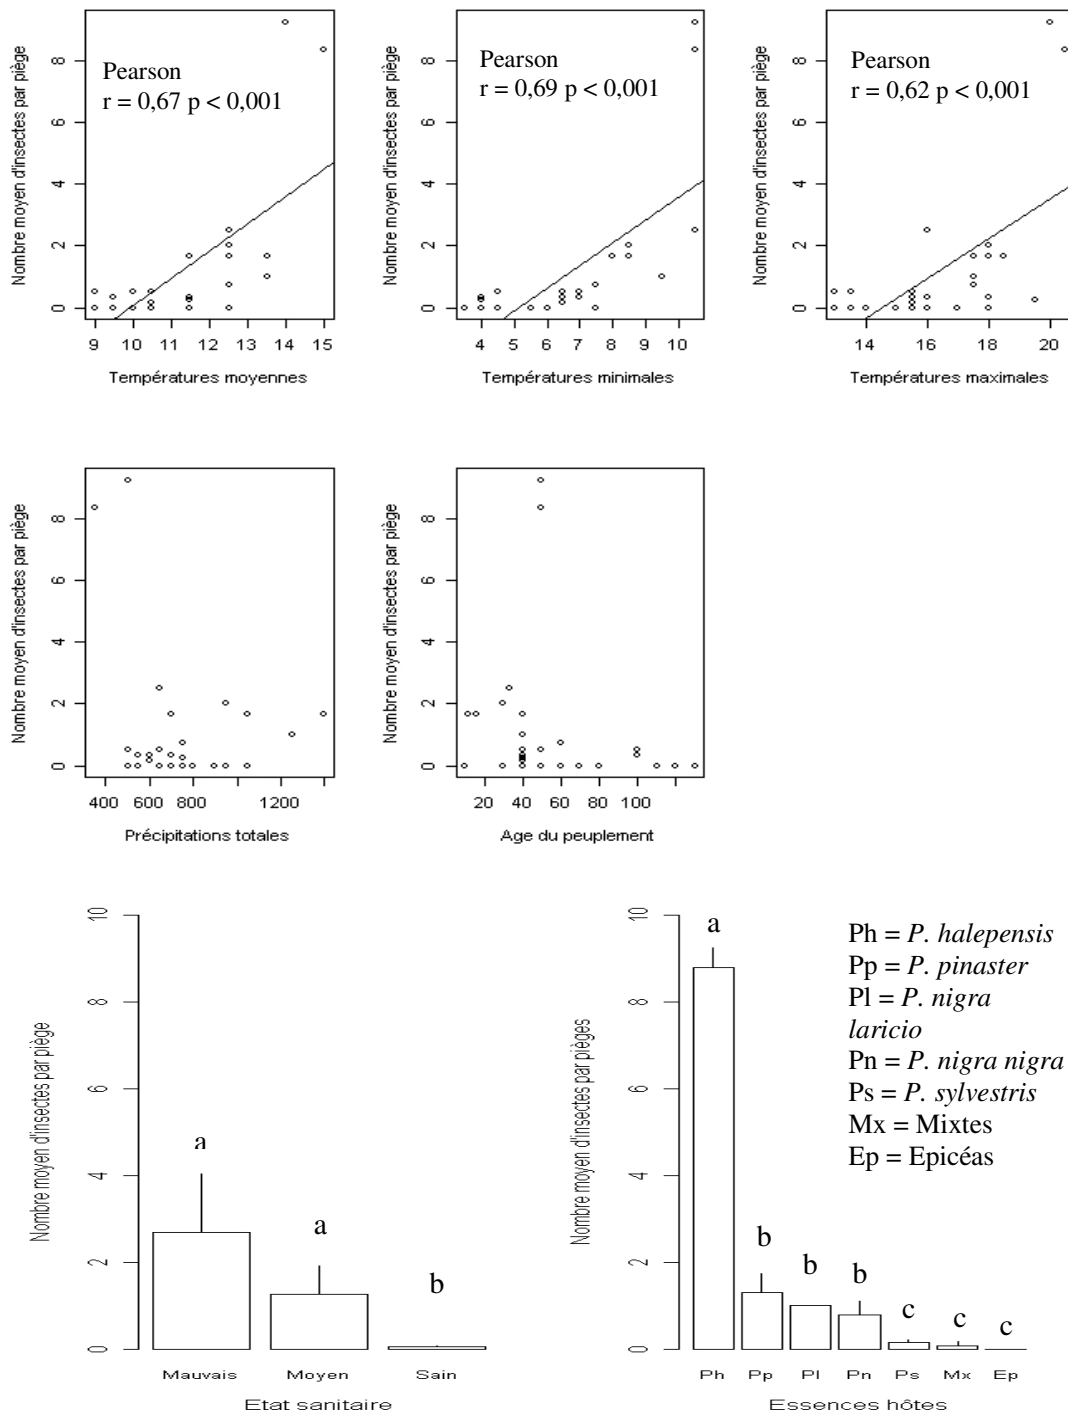 Nombre moyen d'insectes par piège
0 2 4 6 8
Pearson
r = 0,67 p < 0,001
9 10 11 12 13 14 15
Températures moyennes
Nombre moyen d'insectes par piège
0 2 4 6 8
Pearson
r = 0,69 p < 0,001
4 5 6 7 8 9 10
Températures minimales
Nombre moyen d'insectes par piège
0 2 4 6 8
Pearson
r = 0,62 p < 0,001
14 16 18 20
Températures maximales
Nombre moyen d'insectes par piège
0 2 4 6 8
400 600 800 1200
Précipitations totales
Nombre moyen d'insectes par piège
0 2 4 6 8
20 40 60 80 100
Age du peuplement
Nombre moyen d'insectes par piège
0 2 4 6 8 10
a
a
b
Mauvais Moyen Sain
Etat sanitaire
Nombre moyen d'insectes par pièges
0 2 4 6 8 10
a
b
b
b
c
c
c
Ph Pp Pl Pn Ps Mx Ep
Essences hôtes
Ph = P. halepensis
Pp = P. pinaster
Pl = P. nigra
laricio
Pn = P. nigra nigra
Ps = P. sylvestris
Mx = Mixtes
Ep = Epicéas